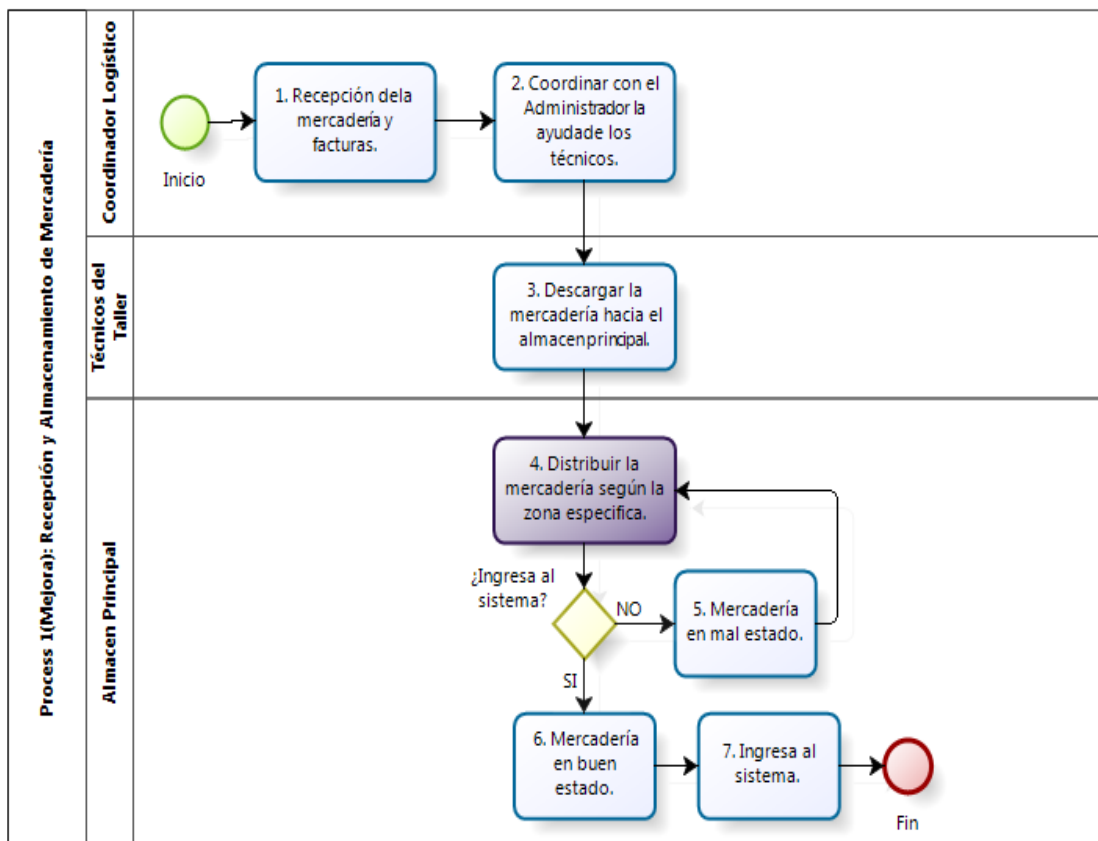 Process 1(Mejora): Recepción y Almacenamiento de Mercadería
Coordinador Logístico
Inicio
1. Recepción dela
mercadería y
facturas.
2. Coordinar con el
Administrador la
ayudade los
técnicos.
Técnicos del
Taller
3. Descargar la
mercadería hacia el
almacenprincipal.
Almacen Principal
4. Distribuir la
mercadería según la
zona especifica.
¿Ingresa al
sistema?
NO
5. Mercadería
en mal estado.
SI
6. Mercadería
en buen
estado.
7. Ingresa al
sistema.
Fin